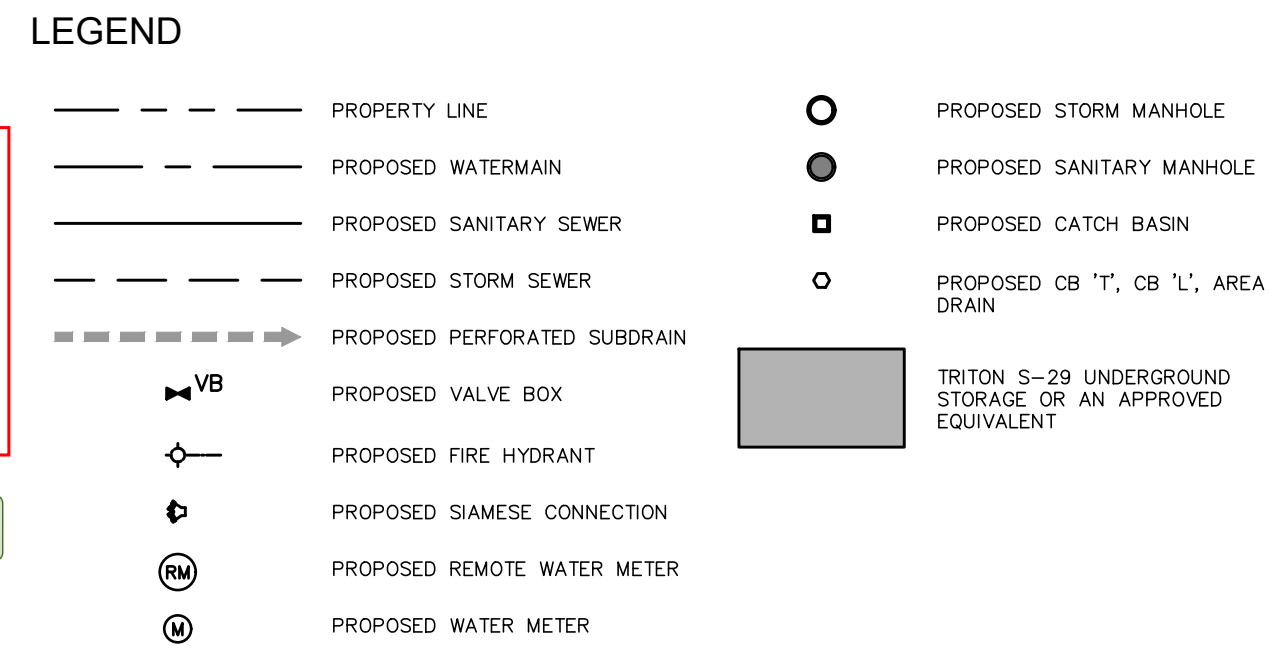 LEGEND
PROPERTY LINE
PROPOSED WATERMAIN
PROPOSED SANITARY SEWER
PROPOSED STORM SEWER
PROPOSED PERFORATED SUBDRAIN
VB
PROPOSED VALVE BOX
PROPOSED FIRE HYDRANT
PROPOSED SIAMESE CONNECTION
RM
PROPOSED REMOTE WATER METER
M
PROPOSED WATER METER
PROPOSED STORM MANHOLE
PROPOSED SANITARY MANHOLE
PROPOSED CATCH BASIN
PROPOSED CB 'T', CB 'L', AREA
DRAIN
TRITON S-29 UNDERGROUND
STORAGE OR AN APPROVED
EQUIVALENT